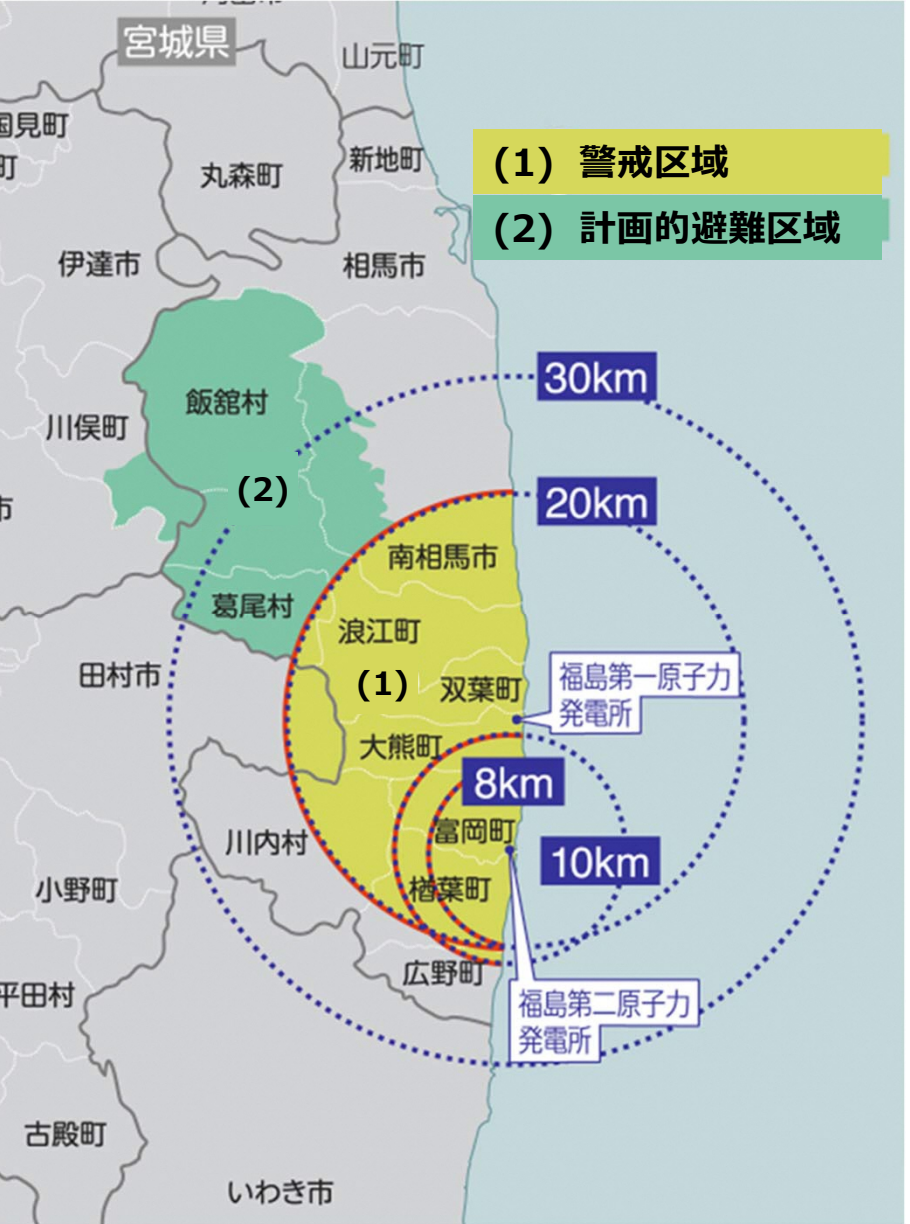 宮城県
山元町
国見町
町
丸森町
新地町
(1) 警戒区域
(2) 計画的避難区域
伊達市
相馬市
30km
飯舘村
川俣町
(2)
20km
市
南相馬市
葛尾村
浪江町
田村市
(1)
双葉町
福島第一原子力
発電所
大熊町
8km
富岡町
川内村
10km
小野町
楢葉町
広野町
平田村
福島第二原子力
発電所
古殿町
いわき市